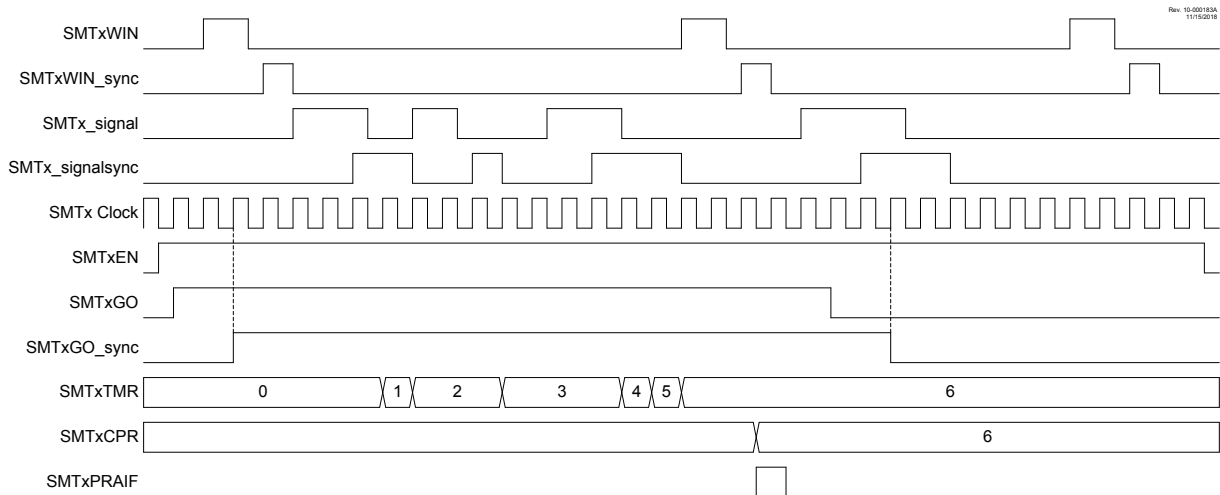 Rev. 10-000183A
11/15/2018
SMTxWIN
SMTxWIN_sync
SMTx_signal
SMTx_signalsync
SMTx Clock
SMTxEN
SMTxGO
SMTxGO_sync
SMTxTMR 0 1 2 3 4 5 6
SMTxCPR 6
SMTxPRAIF